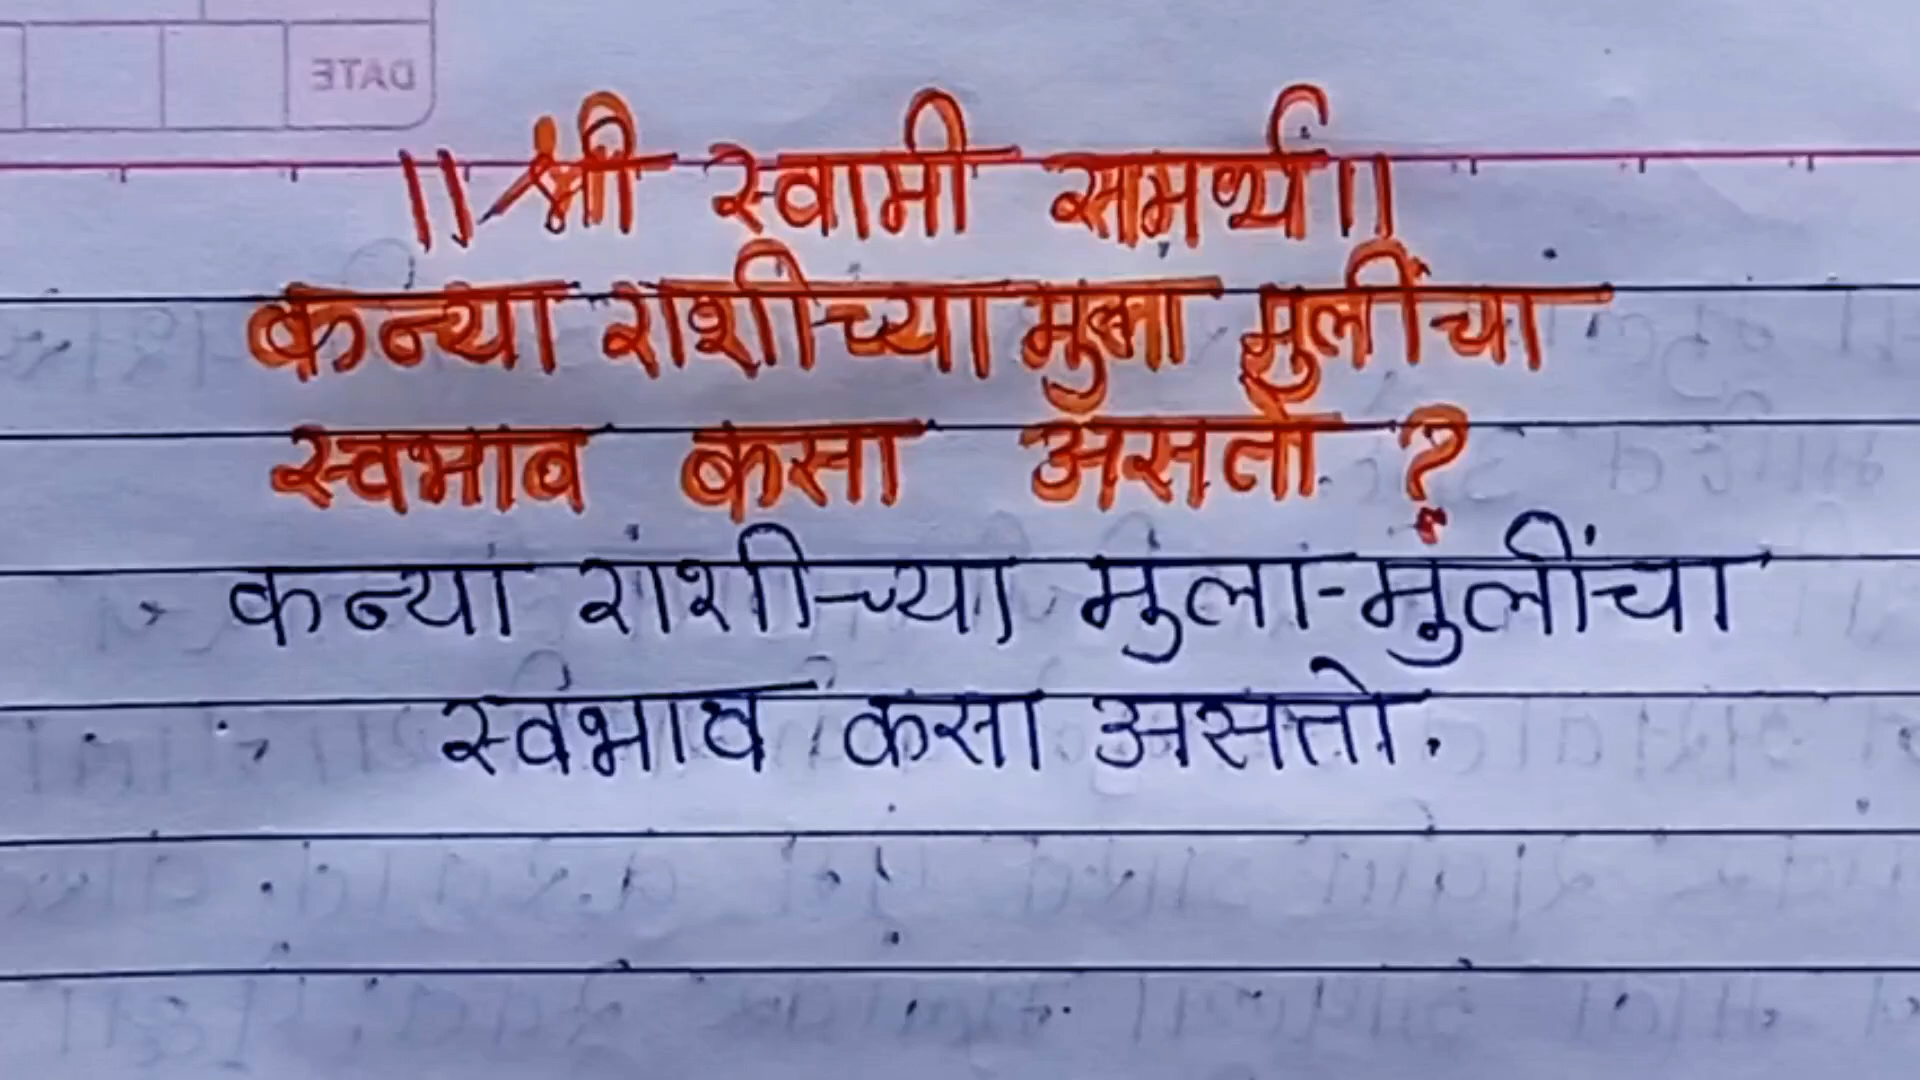 DATE
॥ श्री स्वामी समर्थ ॥
कन्या राशीच्या मुला मुलींचा
स्वभाव कसा असतो ?
कन्या राशीच्या मुला-मुलींचा
स्वभाव कसा असतो.